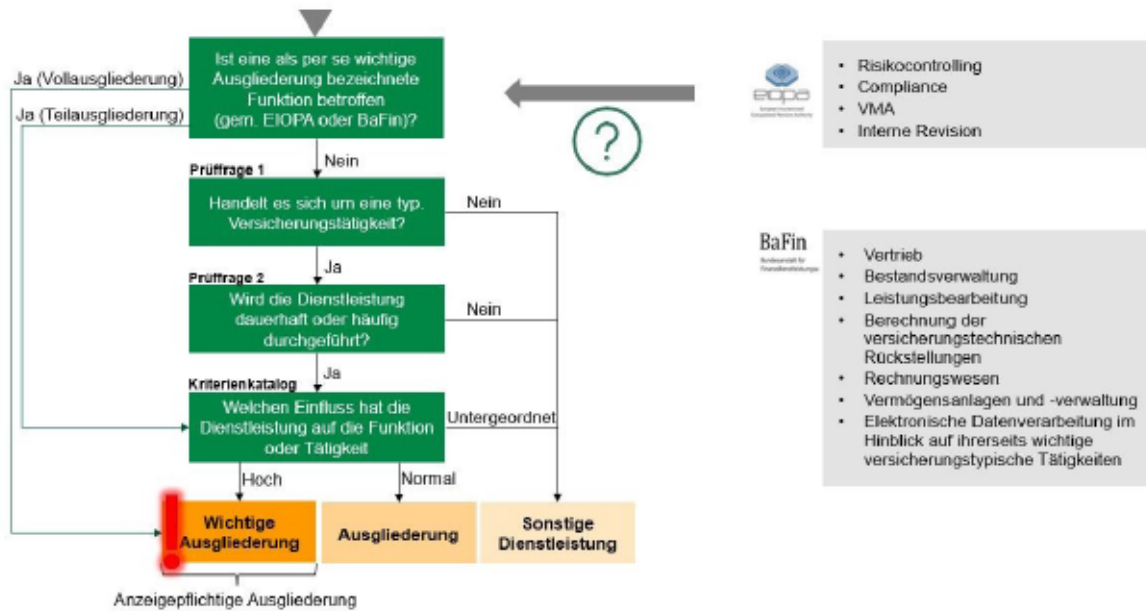 Ist eine als per se wichtige
Ausgliederung bezeichnete
Funktion betroffen
(gem. EIOPA oder BaFin)?
Ja (Vollausgliederung)
Ja (Teilausgliederung)
Nein
Prüffrage 1
Handelt es sich um eine typ.
Versicherungstätigkeit?
Nein
Ja
Prüffrage 2
Wird die Dienstleistung
dauerhaft oder häufig
durchgeführt?
Nein
Ja
Kriterienkatalog
Welchen Einfluss hat die
Dienstleistung auf die Funktion
oder Tätigkeit
Untergeordnet
Hoch
Normal
Wichtige
Ausgliederung
Ausgliederung
Sonstige
Dienstleistung
Anzeigepflichtige Ausgliederung
?
eiopa
• Risikocontrolling
• Compliance
• VMA
• Interne Revision
BaFin
Bundesanstalt für
Finanzdienstleistungs
• Vertrieb
• Bestandsverwaltung
• Leistungsbearbeitung
• Berechnung der
versicherungstechnischen
Rückstellungen
• Rechnungswesen
• Vermögensanlagen und -verwaltung
• Elektronische Datenverarbeitung im
Hinblick auf ihrerseits wichtige
versicherungstypische Tätigkeiten